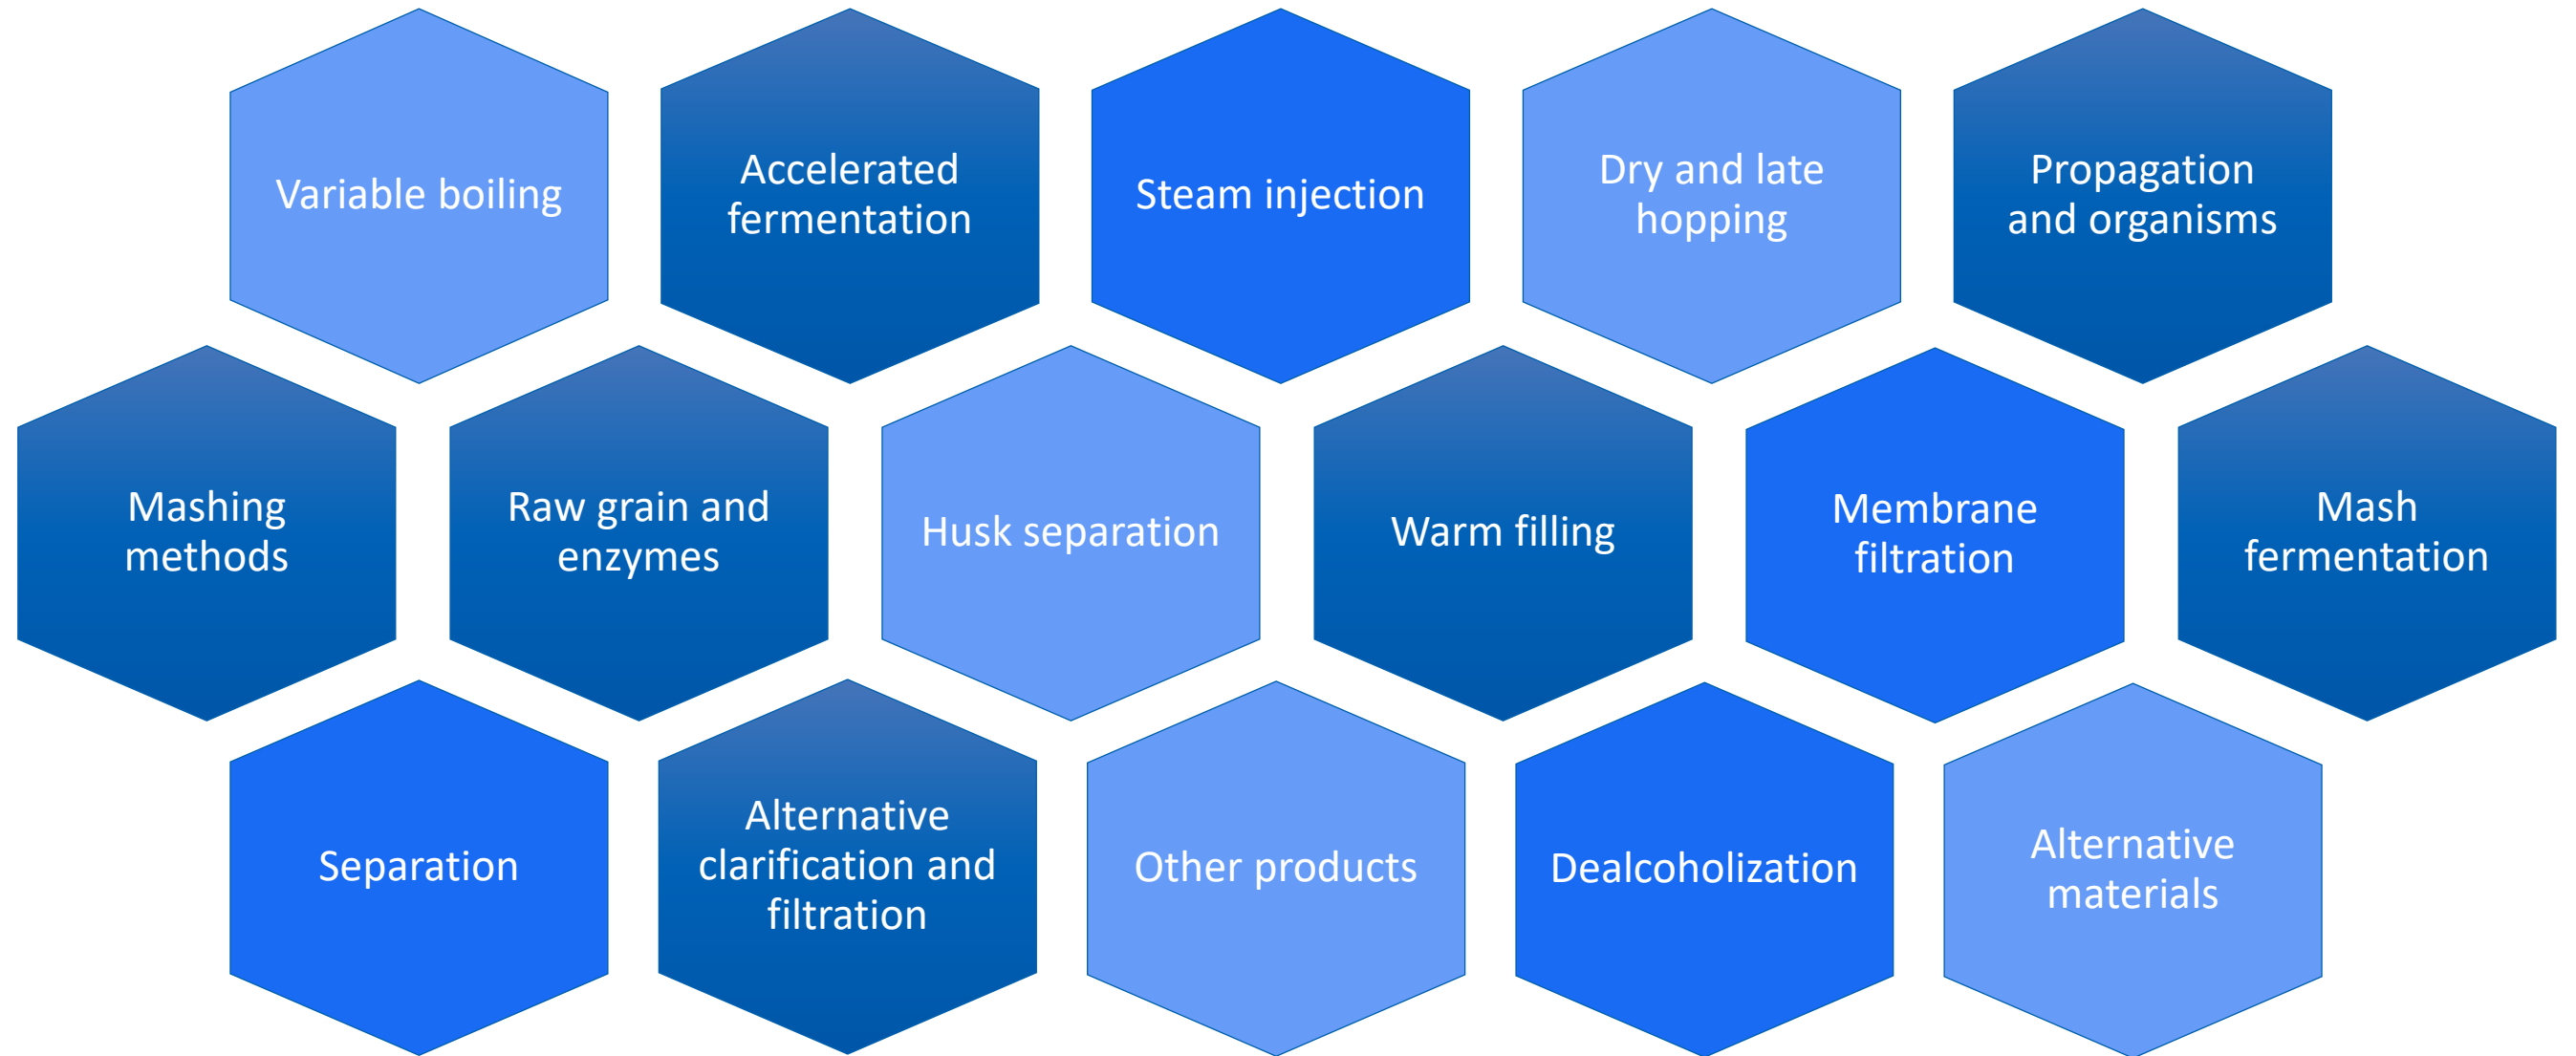 Variable boiling
Accelerated
fermentation
Steam injection
Dry and late
hopping
Propagation
and organisms
Mashing
methods
Raw grain and
enzymes
Husk separation
Warm filling
Membrane
filtration
Mash
fermentation
Separation
Alternative
clarification and
filtration
Other products
Dealcoholization
Alternative
materials